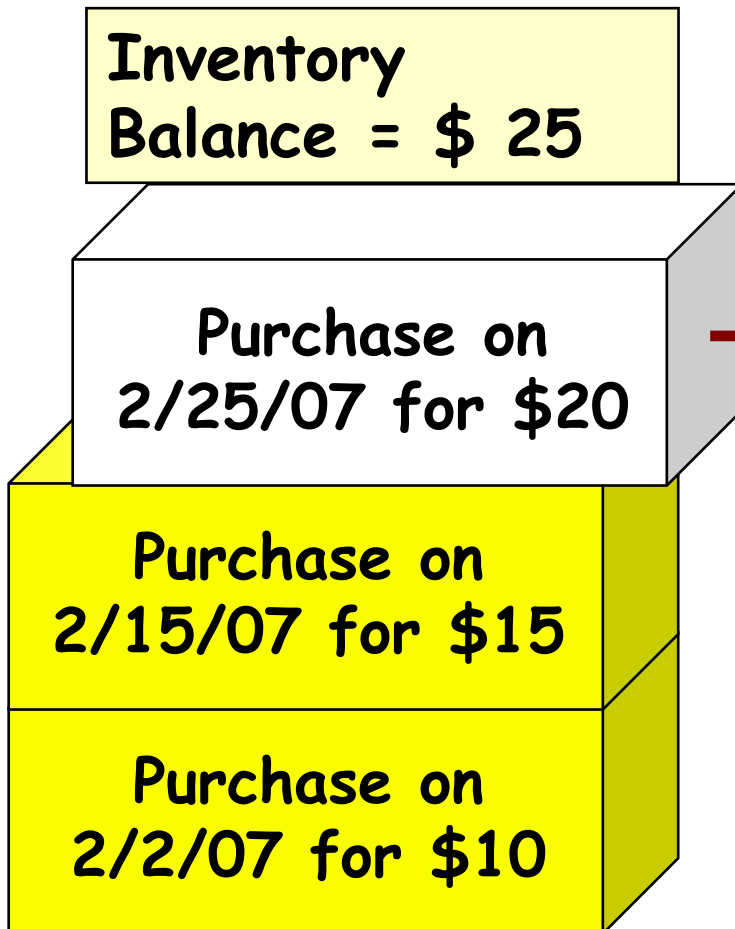 Inventory
Balance = $ 25
Purchase on
2/25/07 for $20
Purchase on
2/15/07 for $15
Purchase on
2/2/07 for $10